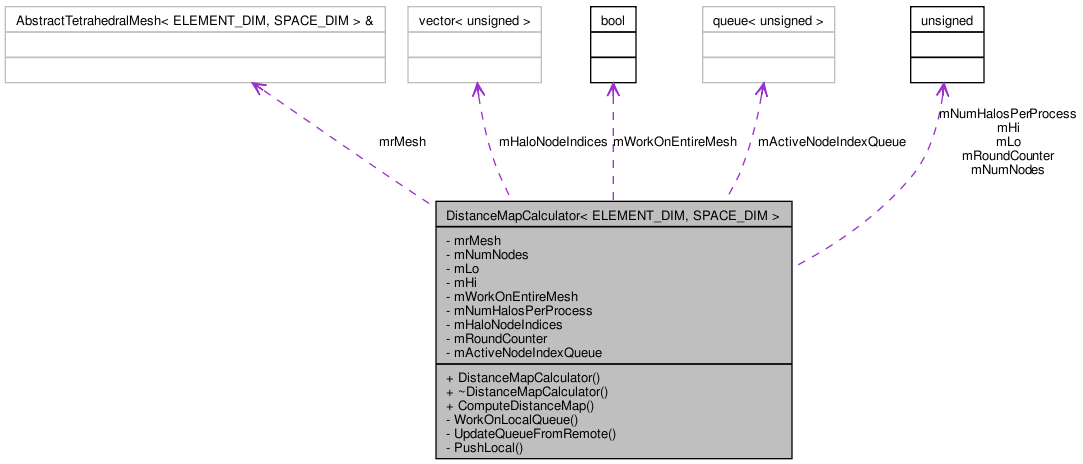 AbstractTetrahedralMesh< ELEMENT_DIM, SPACE_DIM > &
vector< unsigned >
bool
queue< unsigned >
unsigned
mrMesh
mHaloNodeIndices
mWorkOnEntireMesh
mActiveNodeIndexQueue
mNumHalosPerProcess
mHi
mLo
mRoundCounter
mNumNodes
DistanceMapCalculator< ELEMENT_DIM, SPACE_DIM >
- mrMesh
- mNumNodes
- mLo
- mHi
- mWorkOnEntireMesh
- mNumHalosPerProcess
- mHaloNodeIndices
- mRoundCounter
- mActiveNodeIndexQueue
+ DistanceMapCalculator()
+ ~DistanceMapCalculator()
+ ComputeDistanceMap()
- WorkOnLocalQueue()
- UpdateQueueFromRemote()
- PushLocal()